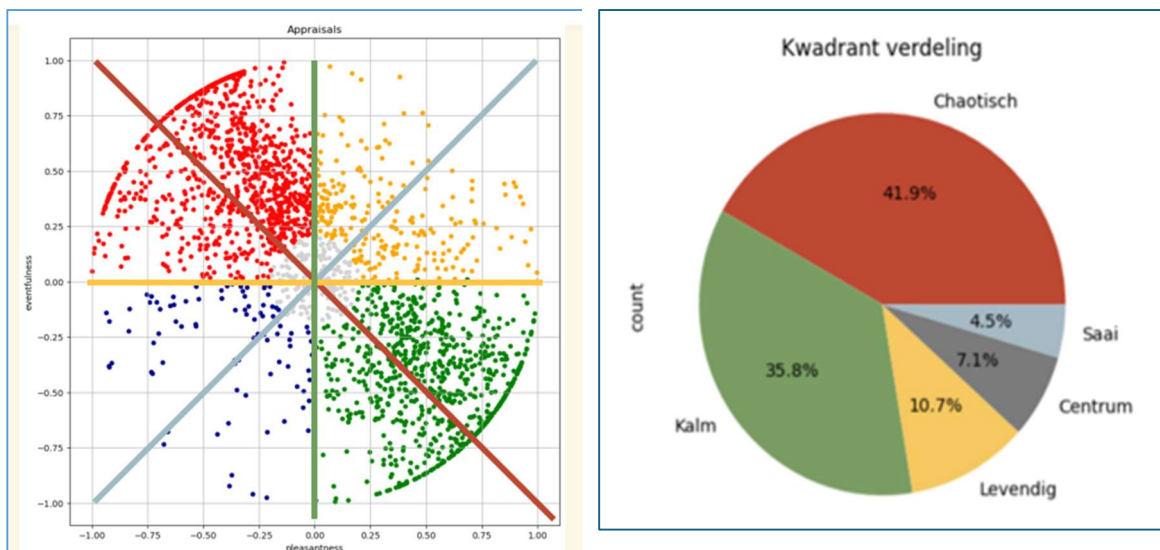 Appraisals
1.00
0.75
0.50
0.25
0.00
−0.25
−0.50
−0.75
−1.00
eventfulness
−1.00
−0.75
−0.50
−0.25
0.00
0.25
0.50
0.75
1.00
pleasantness
Kwadrant verdeling
Chaotisch
41.9%
count
35.8%
Kalm
10.7%
Levendig
7.1%
Centrum
4.5%
Saai